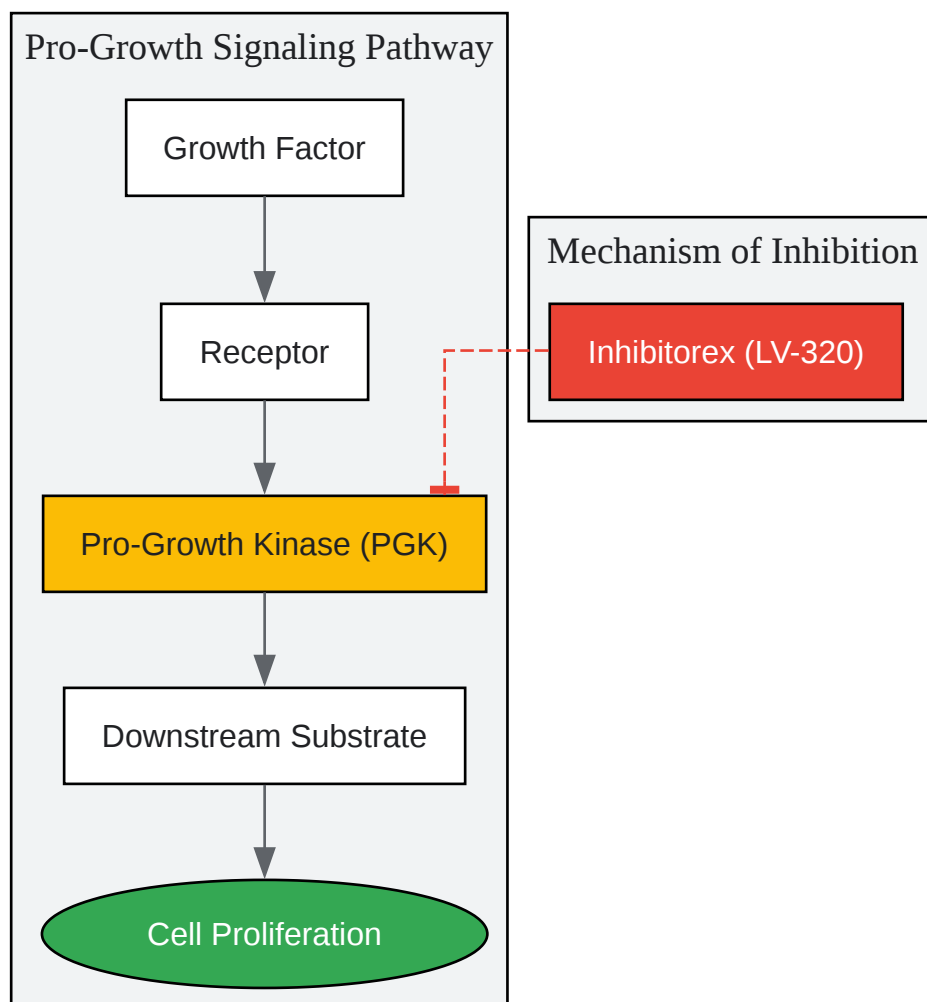 Pro-Growth Signaling Pathway
Growth Factor
Mechanism of Inhibition
Receptor
Inhibitorex (LV-320)
Pro-Growth Kinase (PGK)
Downstream Substrate
Cell Proliferation